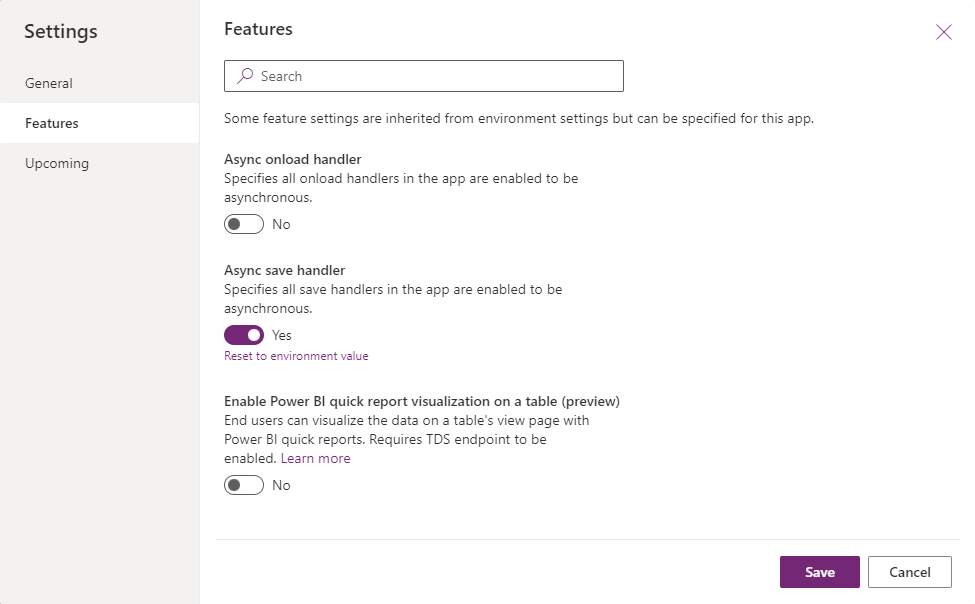 Settings
General
Features
Upcoming
Features
Search
Some feature settings are inherited from environment settings but can be specified for this app.
Async onload handler
Specifies all onload handlers in the app are enabled to be
asynchronous.
No
Async save handler
Specifies all save handlers in the app are enabled to be
asynchronous.
Yes
Reset to environment value
Enable Power BI quick report visualization on a table (preview)
End users can visualize the data on a table's view page with
Power BI quick reports. Requires TDS endpoint to be
enabled. Learn more
No
Save
Cancel